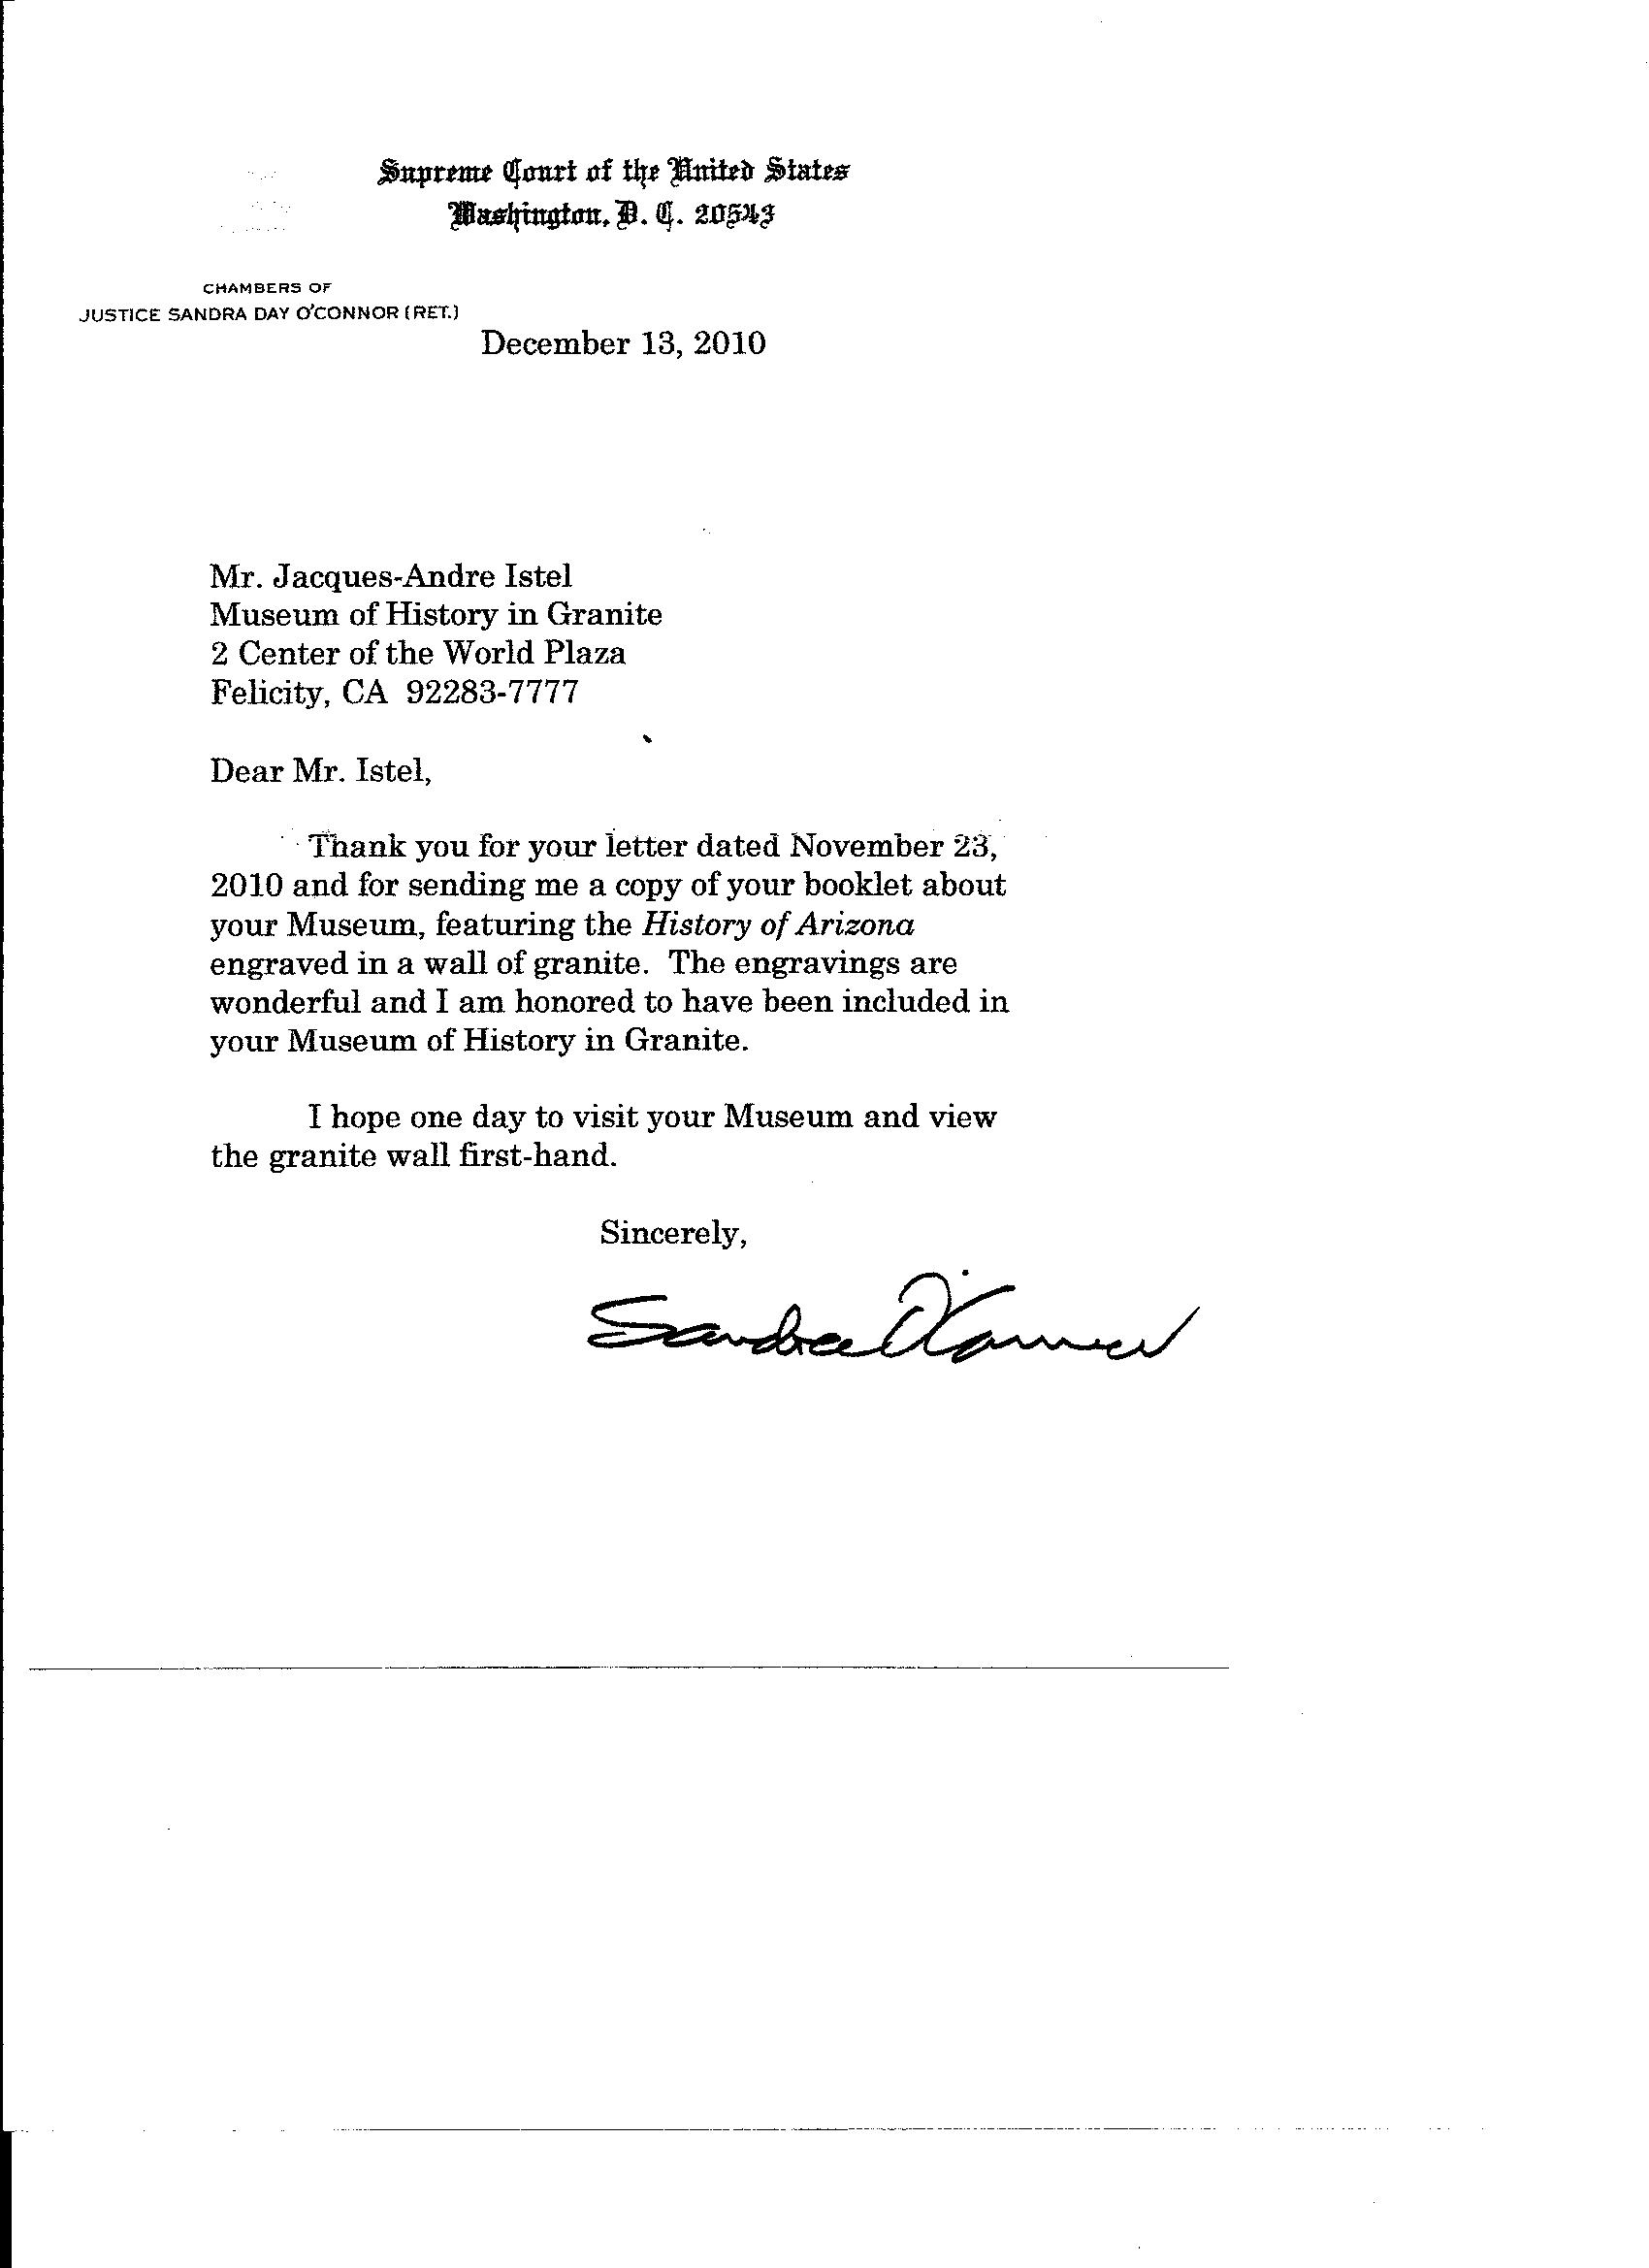 Supreme Court of the United States
Washington, D. C. 20543
CHAMBERS OF
JUSTICE SANDRA DAY O'CONNOR (RET.)
December 13, 2010
Mr. Jacques-Andre Istel
Museum of History in Granite
2 Center of the World Plaza
Felicity, CA 92283-7777
Dear Mr. Istel,
Thank you for your letter dated November 23,
2010 and for sending me a copy of your booklet about
your Museum, featuring the History of Arizona
engraved in a wall of granite. The engravings are
wonderful and I am honored to have been included in
your Museum of History in Granite.
I hope one day to visit your Museum and view
the granite wall first-hand.
Sincerely,
Sandra O'Connor